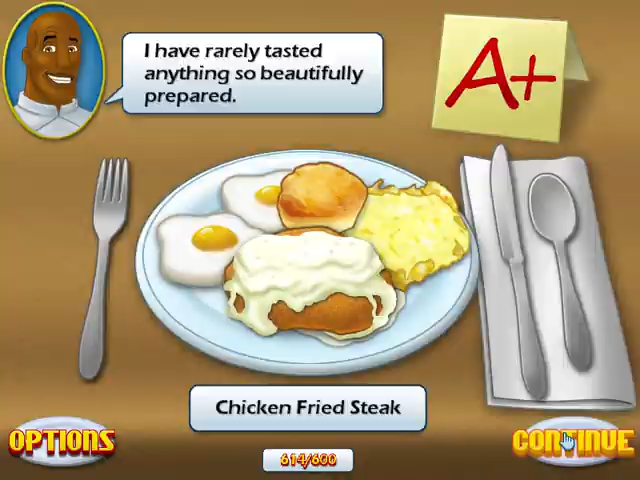 I have rarely tasted
anything so beautifully
prepared.
A+
Chicken Fried Steak
OPTIONS
CONTINUE
614/600